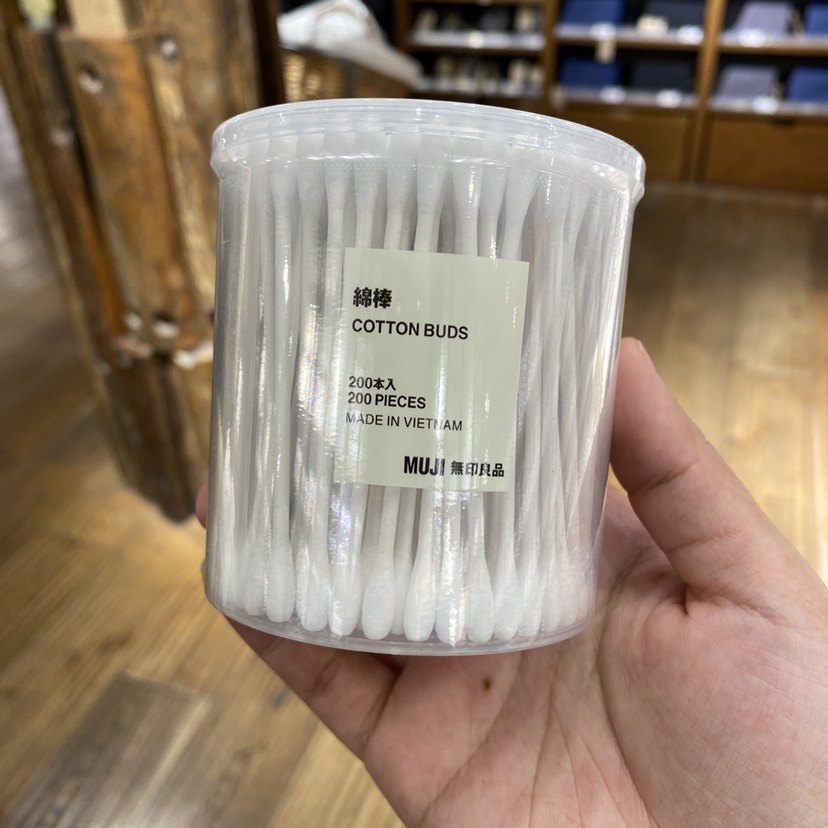 綿棒
COTTON BUDS
200本入
200 PIECES
MADE IN VIETNAM
MUJI 無印良品